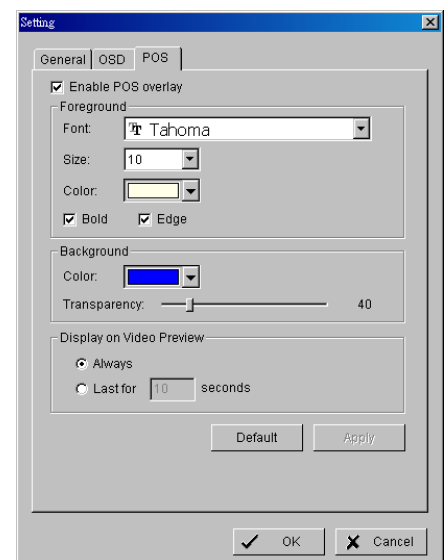 Setting
General OSD POS
Enable POS overlay
Foreground
Font: Tahoma
Size: 10
Color:
Bold Edge
Background
Color:
Transparency: 40
Display on Video Preview
Always
Last for 10 seconds
Default Apply
OK Cancel